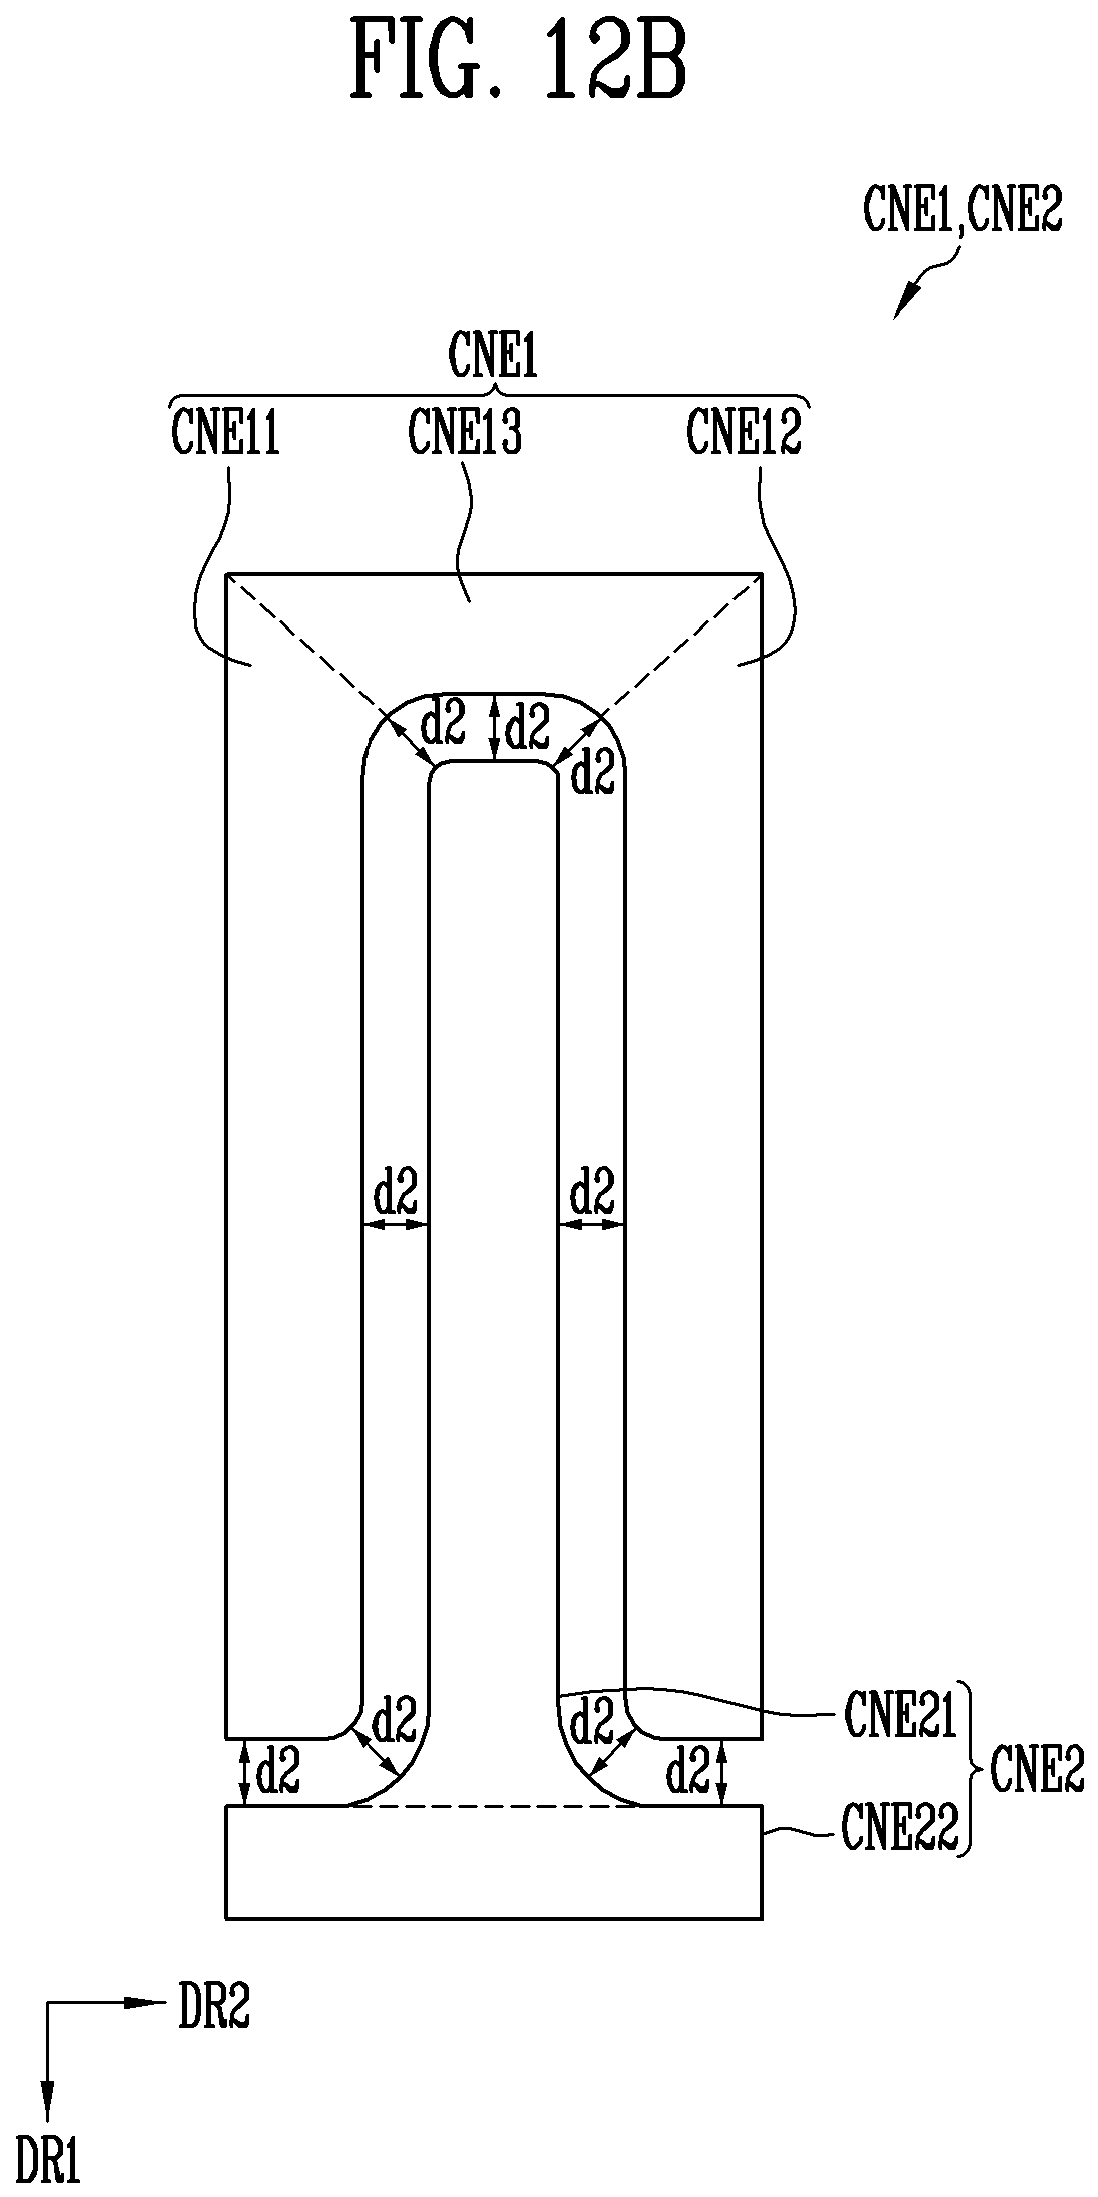 FIG. 12B
CNE1,CNE2
CNE1
CNE11 CNE13 CNE12
d2 d2 d2
d2 d2
d2 d2 CNE21
d2 d2 CNE2
CNE22
DR2
DR1